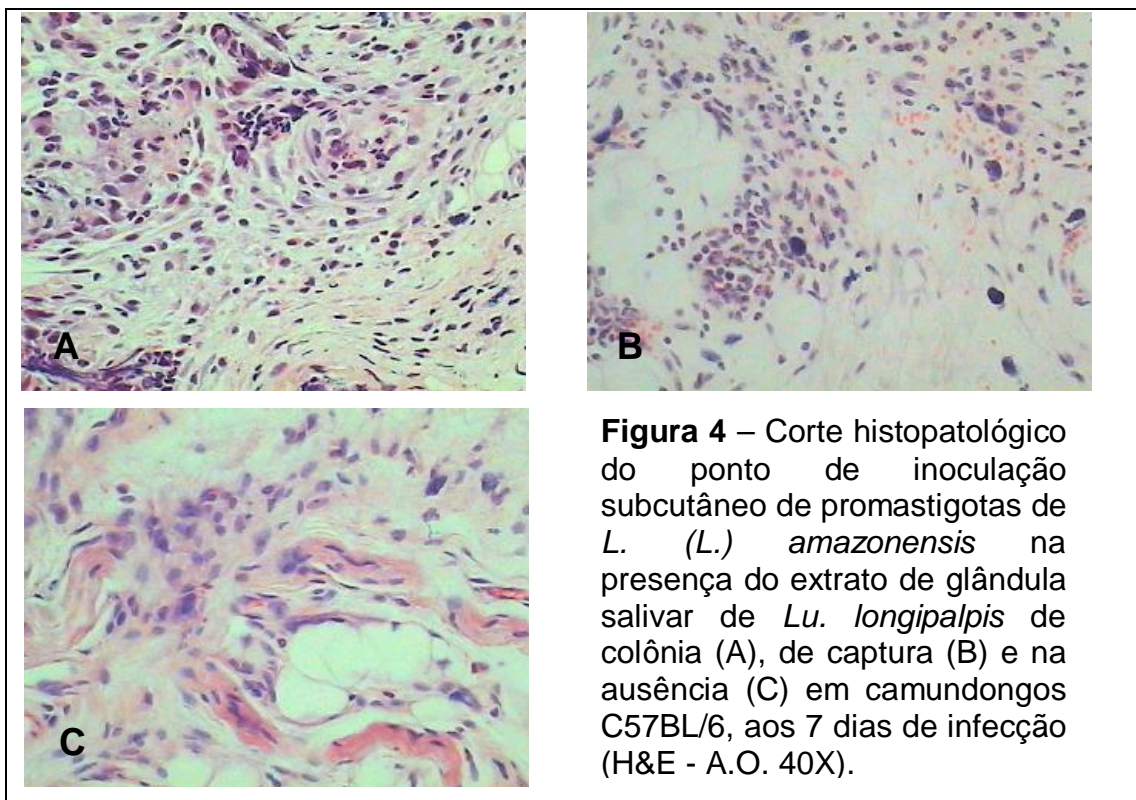 A
B
C
Figura 4 – Corte histopatológico
do ponto de inoculação
subcutâneo de promastigotas de
L. (L.) amazonensis na
presença do extrato de glândula
salivar de Lu. longipalpis de
colônia (A), de captura (B) e na
ausência (C) em camundongos
C57BL/6, aos 7 dias de infecção
(H&E - A.O. 40X).